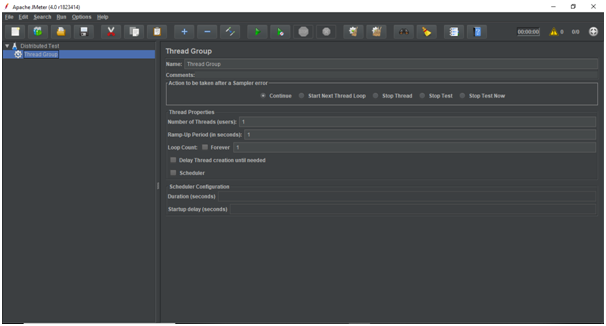 Apache JMeter (4.0 r1823414)
File Edit Search Run Options Help
00:00:00 0 0/0
Distributed Test
Thread Group
Thread Group
Name: Thread Group
Comments:
Action to be taken after a Sampler error
Continue Start Next Thread Loop Stop Thread Stop Test Stop Test Now
Thread Properties
Number of Threads (users): 1
Ramp-Up Period (in seconds): 1
Loop Count: Forever 1
Delay Thread creation until needed
Scheduler
Scheduler Configuration
Duration (seconds)
Startup delay (seconds)